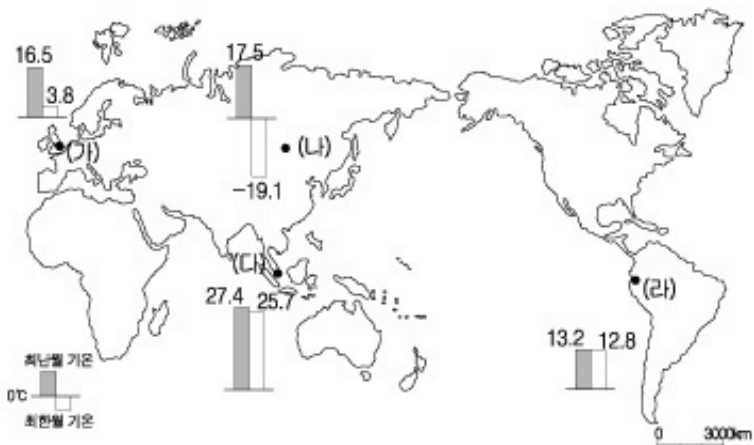 16.5
3.8
(가)
17.5
-19.1
(나)
(다)
27.4 25.7
(라)
13.2 12.8
최난월 기온
0℃
최한월 기온
0 3000km